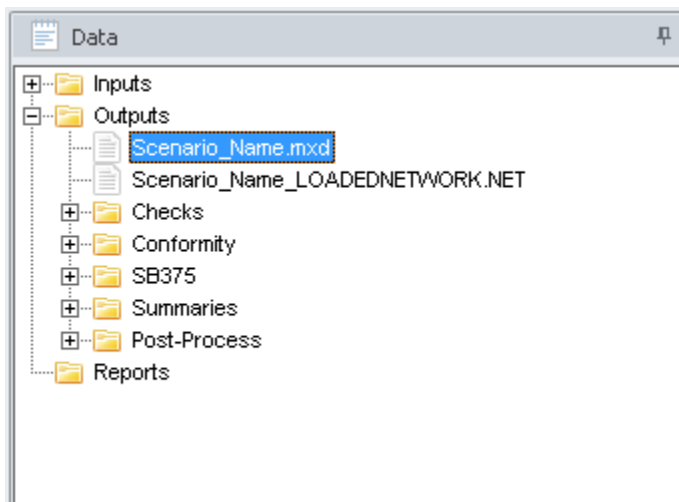 Data
Inputs
Outputs
Scenario_Name.mxd
Scenario_Name_LOADEDNETWORK.NET
Checks
Conformity
SB375
Summaries
Post-Process
Reports